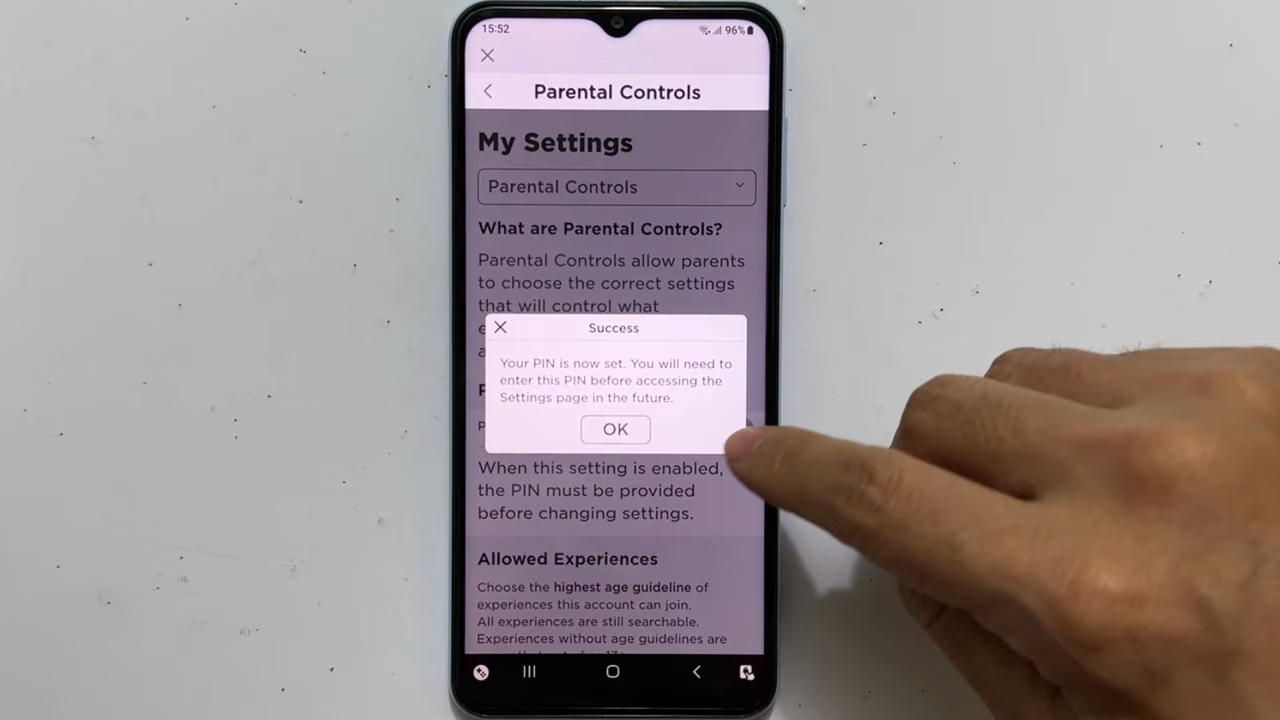 15:52
96%
Parental Controls
My Settings
Parental Controls
What are Parental Controls?
Parental Controls allow parents
to choose the correct settings
that will control what
Success
Your PIN is now set. You will need to
enter this PIN before accessing the
Settings page in the future.
OK
When this setting is enabled,
the PIN must be provided
before changing settings.
Allowed Experiences
Choose the highest age guideline of
experiences this account can join.
All experiences are still searchable.
Experiences without age guidelines are